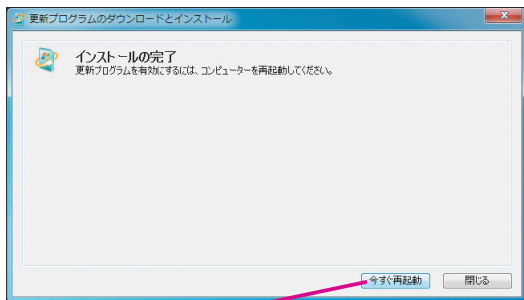 更新プログラムのダウンロードとインストール
インストールの完了
更新プログラムを有効にするには、コンピューターを再起動してください。
今すぐ再起動
閉じる